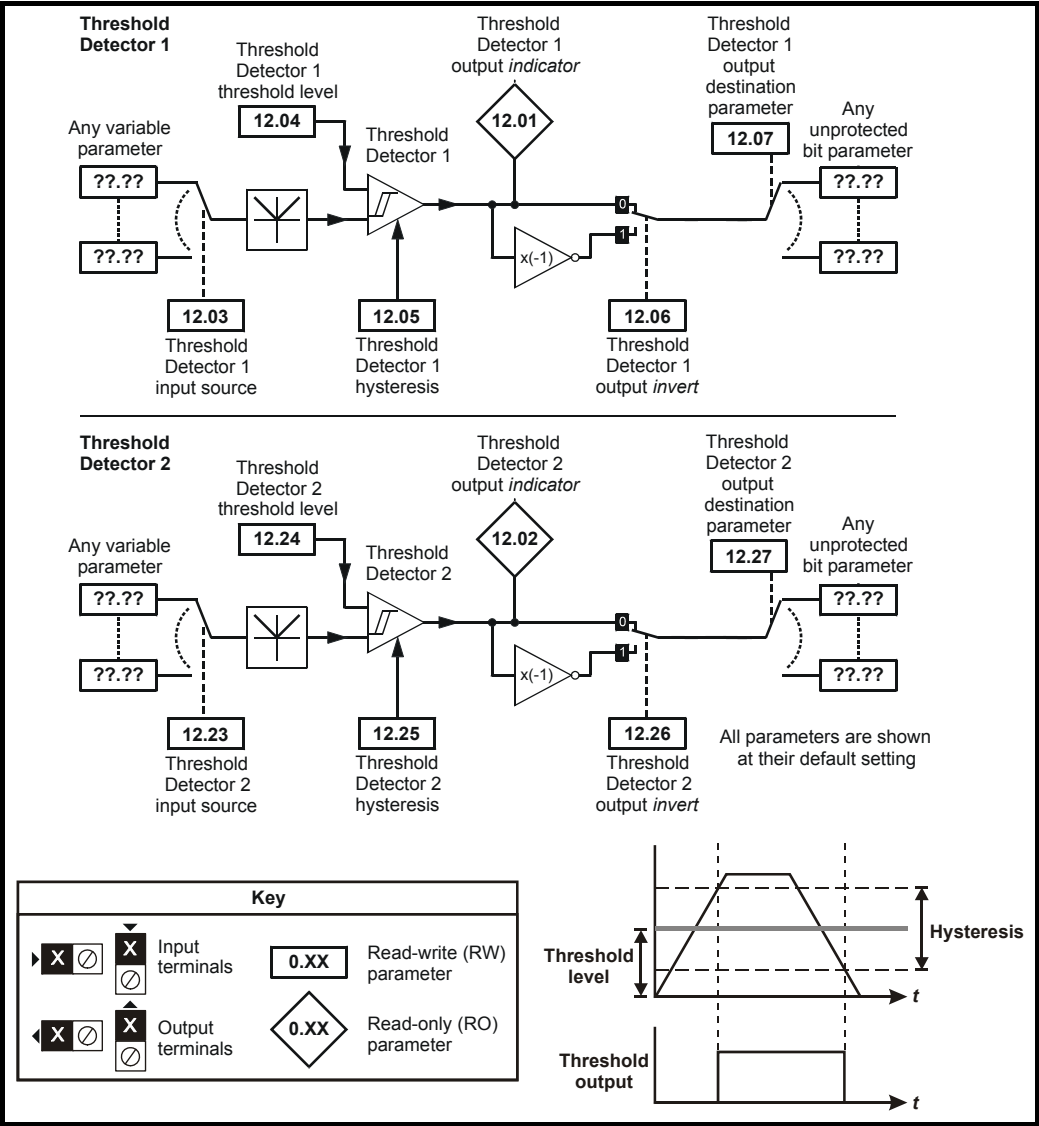 Threshold
Detector 1
Threshold
Detector 1
threshold level
12.04
Threshold
Detector 1
output indicator
12.01
Threshold
Detector 1
output
destination
parameter
12.07
Any
unprotected
bit parameter
??.??
??.??
Any variable
parameter
??.??
??.??
Threshold
Detector 1
x(-1)
0
1
12.03
Threshold
Detector 1
input source
12.05
Threshold
Detector 1
hysteresis
12.06
Threshold
Detector 1
output invert
Threshold
Detector 2
Threshold
Detector 2
threshold level
12.24
Threshold
Detector 2
output indicator
12.02
Threshold
Detector 2
output
destination
parameter
12.27
Any
unprotected
bit parameter
??.??
??.??
Any variable
parameter
??.??
??.??
Threshold
Detector 2
x(-1)
0
1
12.23
Threshold
Detector 2
input source
12.25
Threshold
Detector 2
hysteresis
12.26
Threshold
Detector 2
output invert
All parameters are shown
at their default setting
Key
X
X
Input
terminals
0.XX
Read-write (RW)
parameter
X
X
Output
terminals
0.XX
Read-only (RO)
parameter
Threshold
level
Hysteresis
t
Threshold
output
t